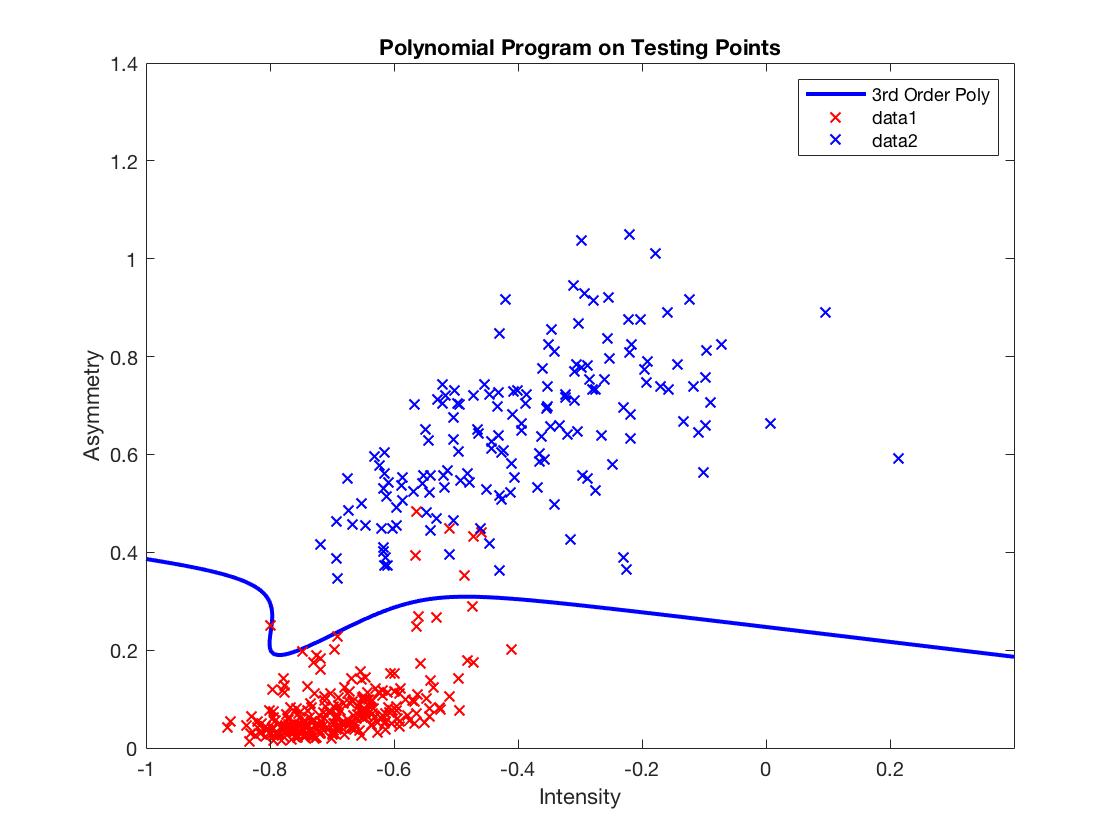 Polynomial Program on Testing Points
1.4
1.2
1
0.8
0.6
0.4
0.2
0
Asymmetry
3rd Order Poly
data1
data2
-1 -0.8 -0.6 -0.4 -0.2 0 0.2
Intensity